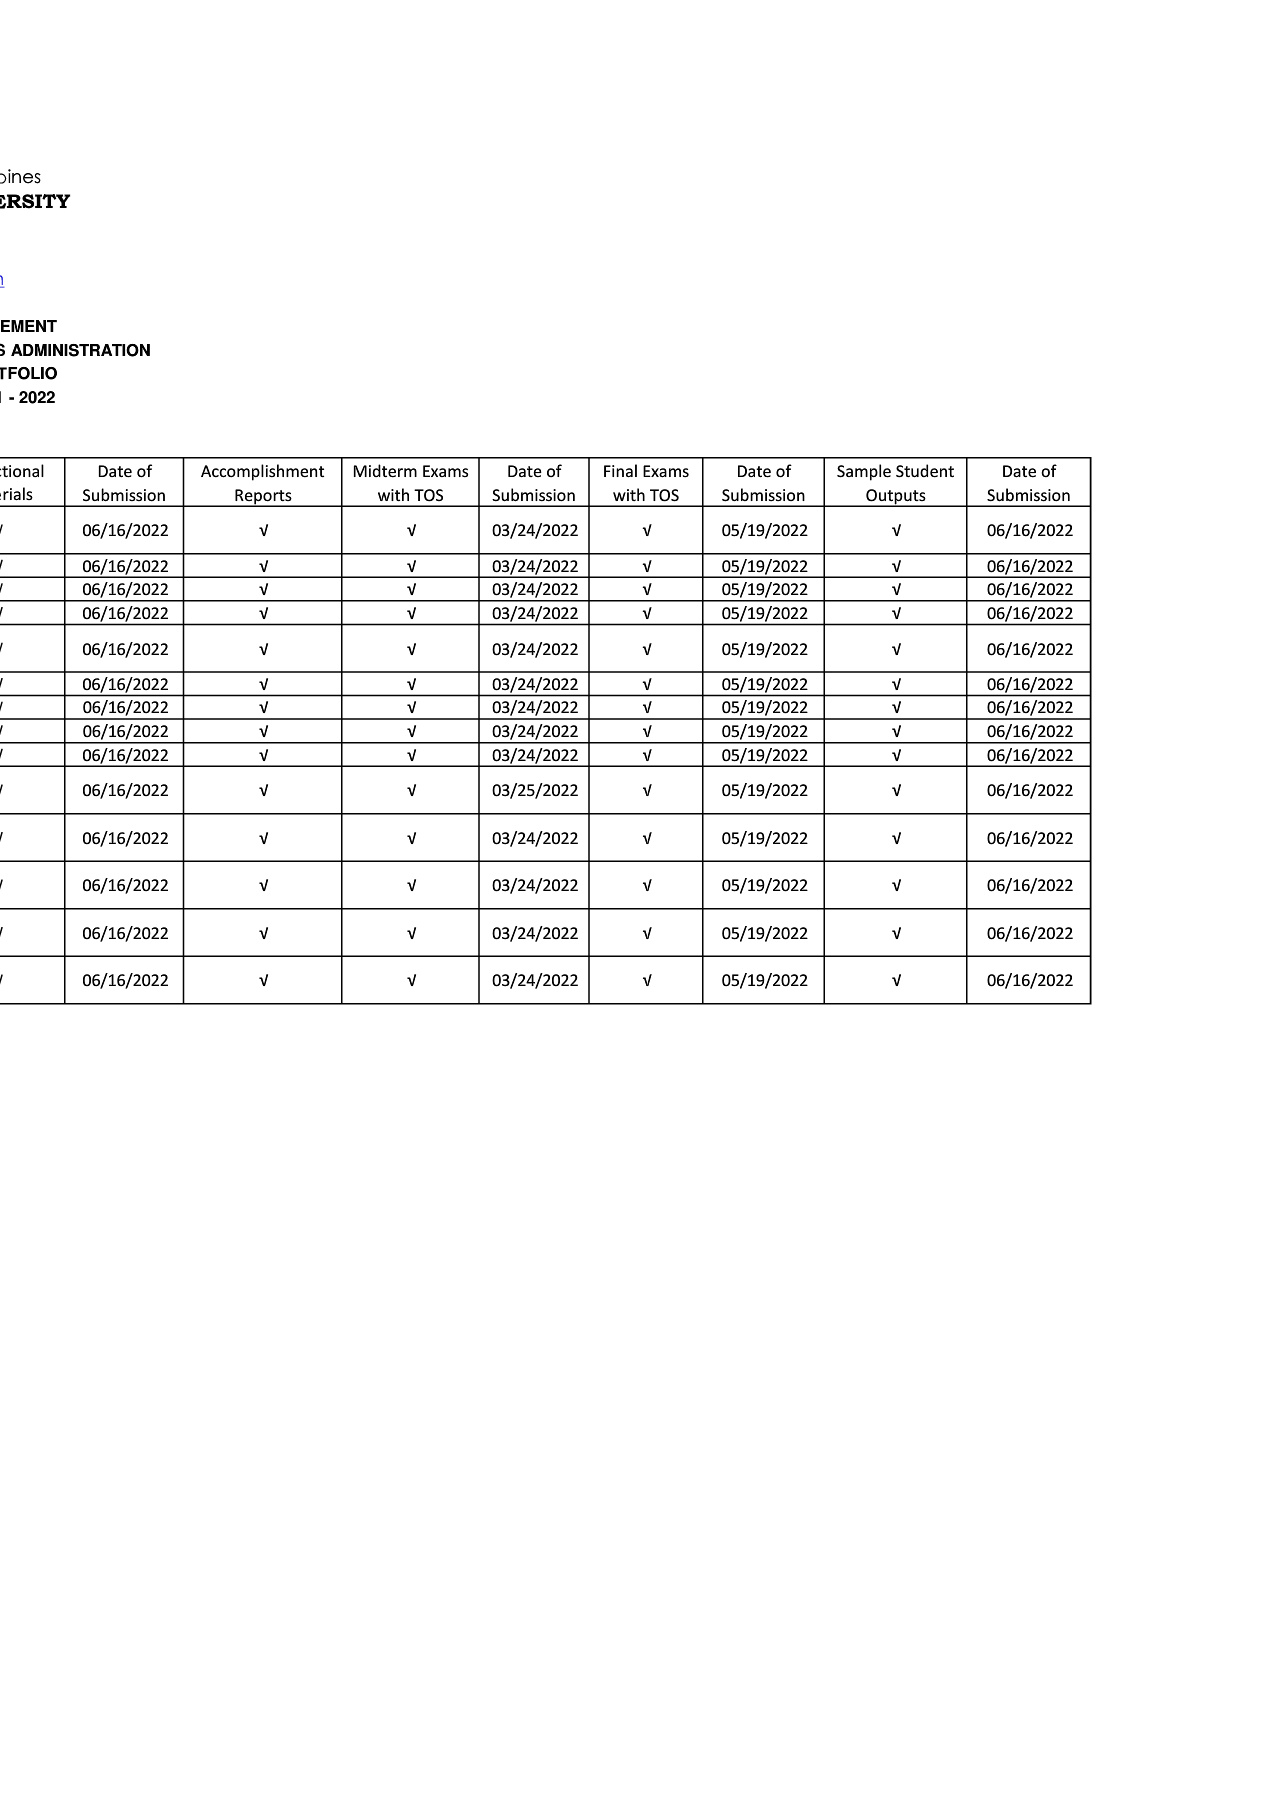 pines
ERSITY
n
EMENT
S ADMINISTRATION
TFOLIO
1 - 2022
ctional Date of Accomplishment Midterm Exams Date of Final Exams Date of Sample Student Date of
erials Submission Reports with TOS Submission with TOS Submission Outputs Submission
√ 06/16/2022 √ √ 03/24/2022 √ 05/19/2022 √ 06/16/2022
√ 06/16/2022 √ √ 03/24/2022 √ 05/19/2022 √ 06/16/2022
√ 06/16/2022 √ √ 03/24/2022 √ 05/19/2022 √ 06/16/2022
√ 06/16/2022 √ √ 03/24/2022 √ 05/19/2022 √ 06/16/2022
√ 06/16/2022 √ √ 03/24/2022 √ 05/19/2022 √ 06/16/2022
√ 06/16/2022 √ √ 03/24/2022 √ 05/19/2022 √ 06/16/2022
√ 06/16/2022 √ √ 03/24/2022 √ 05/19/2022 √ 06/16/2022
√ 06/16/2022 √ √ 03/24/2022 √ 05/19/2022 √ 06/16/2022
√ 06/16/2022 √ √ 03/24/2022 √ 05/19/2022 √ 06/16/2022
√ 06/16/2022 √ √ 03/25/2022 √ 05/19/2022 √ 06/16/2022
√ 06/16/2022 √ √ 03/24/2022 √ 05/19/2022 √ 06/16/2022
√ 06/16/2022 √ √ 03/24/2022 √ 05/19/2022 √ 06/16/2022
√ 06/16/2022 √ √ 03/24/2022 √ 05/19/2022 √ 06/16/2022
√ 06/16/2022 √ √ 03/24/2022 √ 05/19/2022 √ 06/16/2022